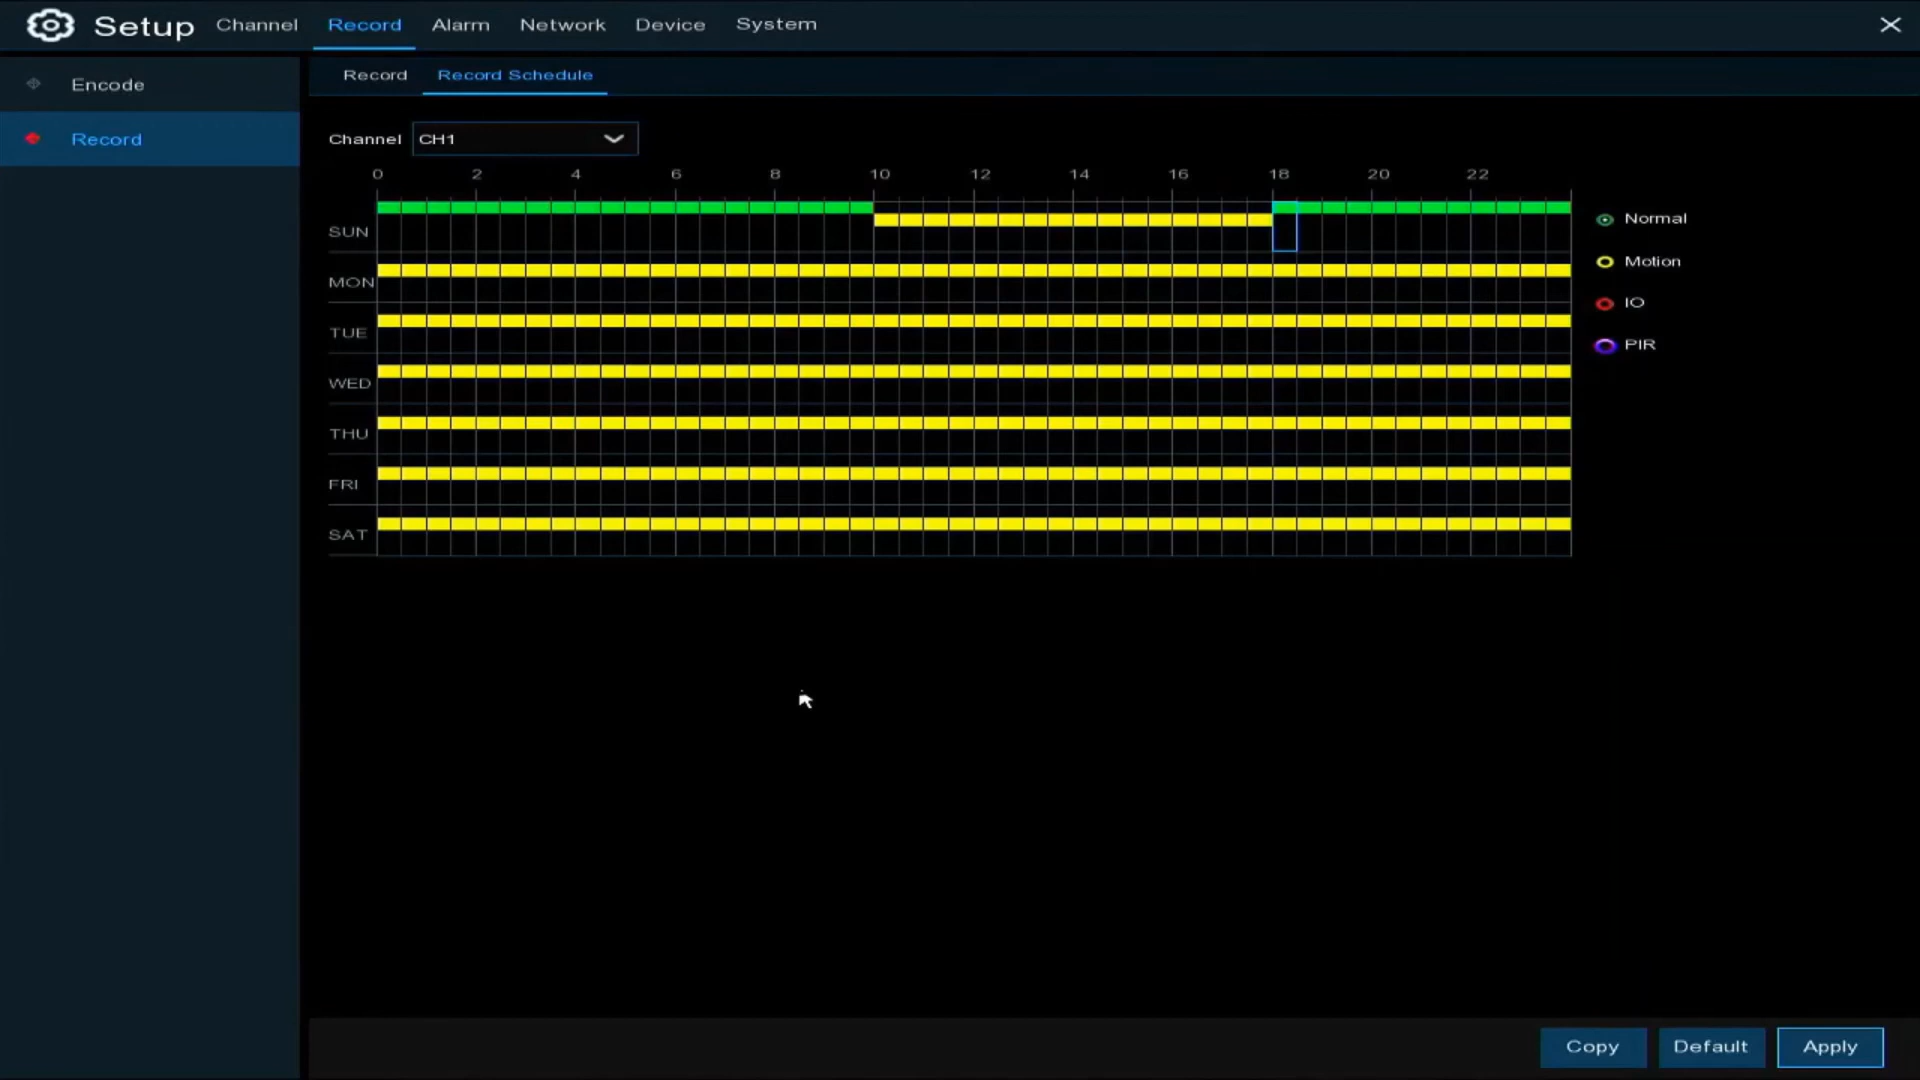 Setup Channel Record Alarm Network Device System
Encode
Record
Record Record Schedule
Channel CH1
0 2 4 6 8 10 12 14 16 18 20 22
SUN
MON
TUE
WED
THU
FRI
SAT
Normal
Motion
IO
PIR
Copy Default Apply